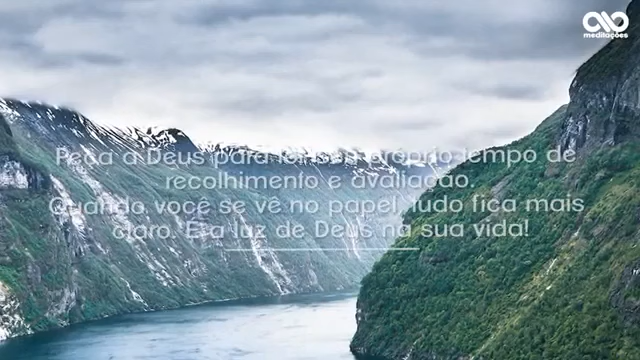 meditações
Peça a Deus para ter seu próprio tempo de
recolhimento e avaliação
Quando você se vê no papel, tudo fica mais
claro. É a luz de Deus na sua vida!